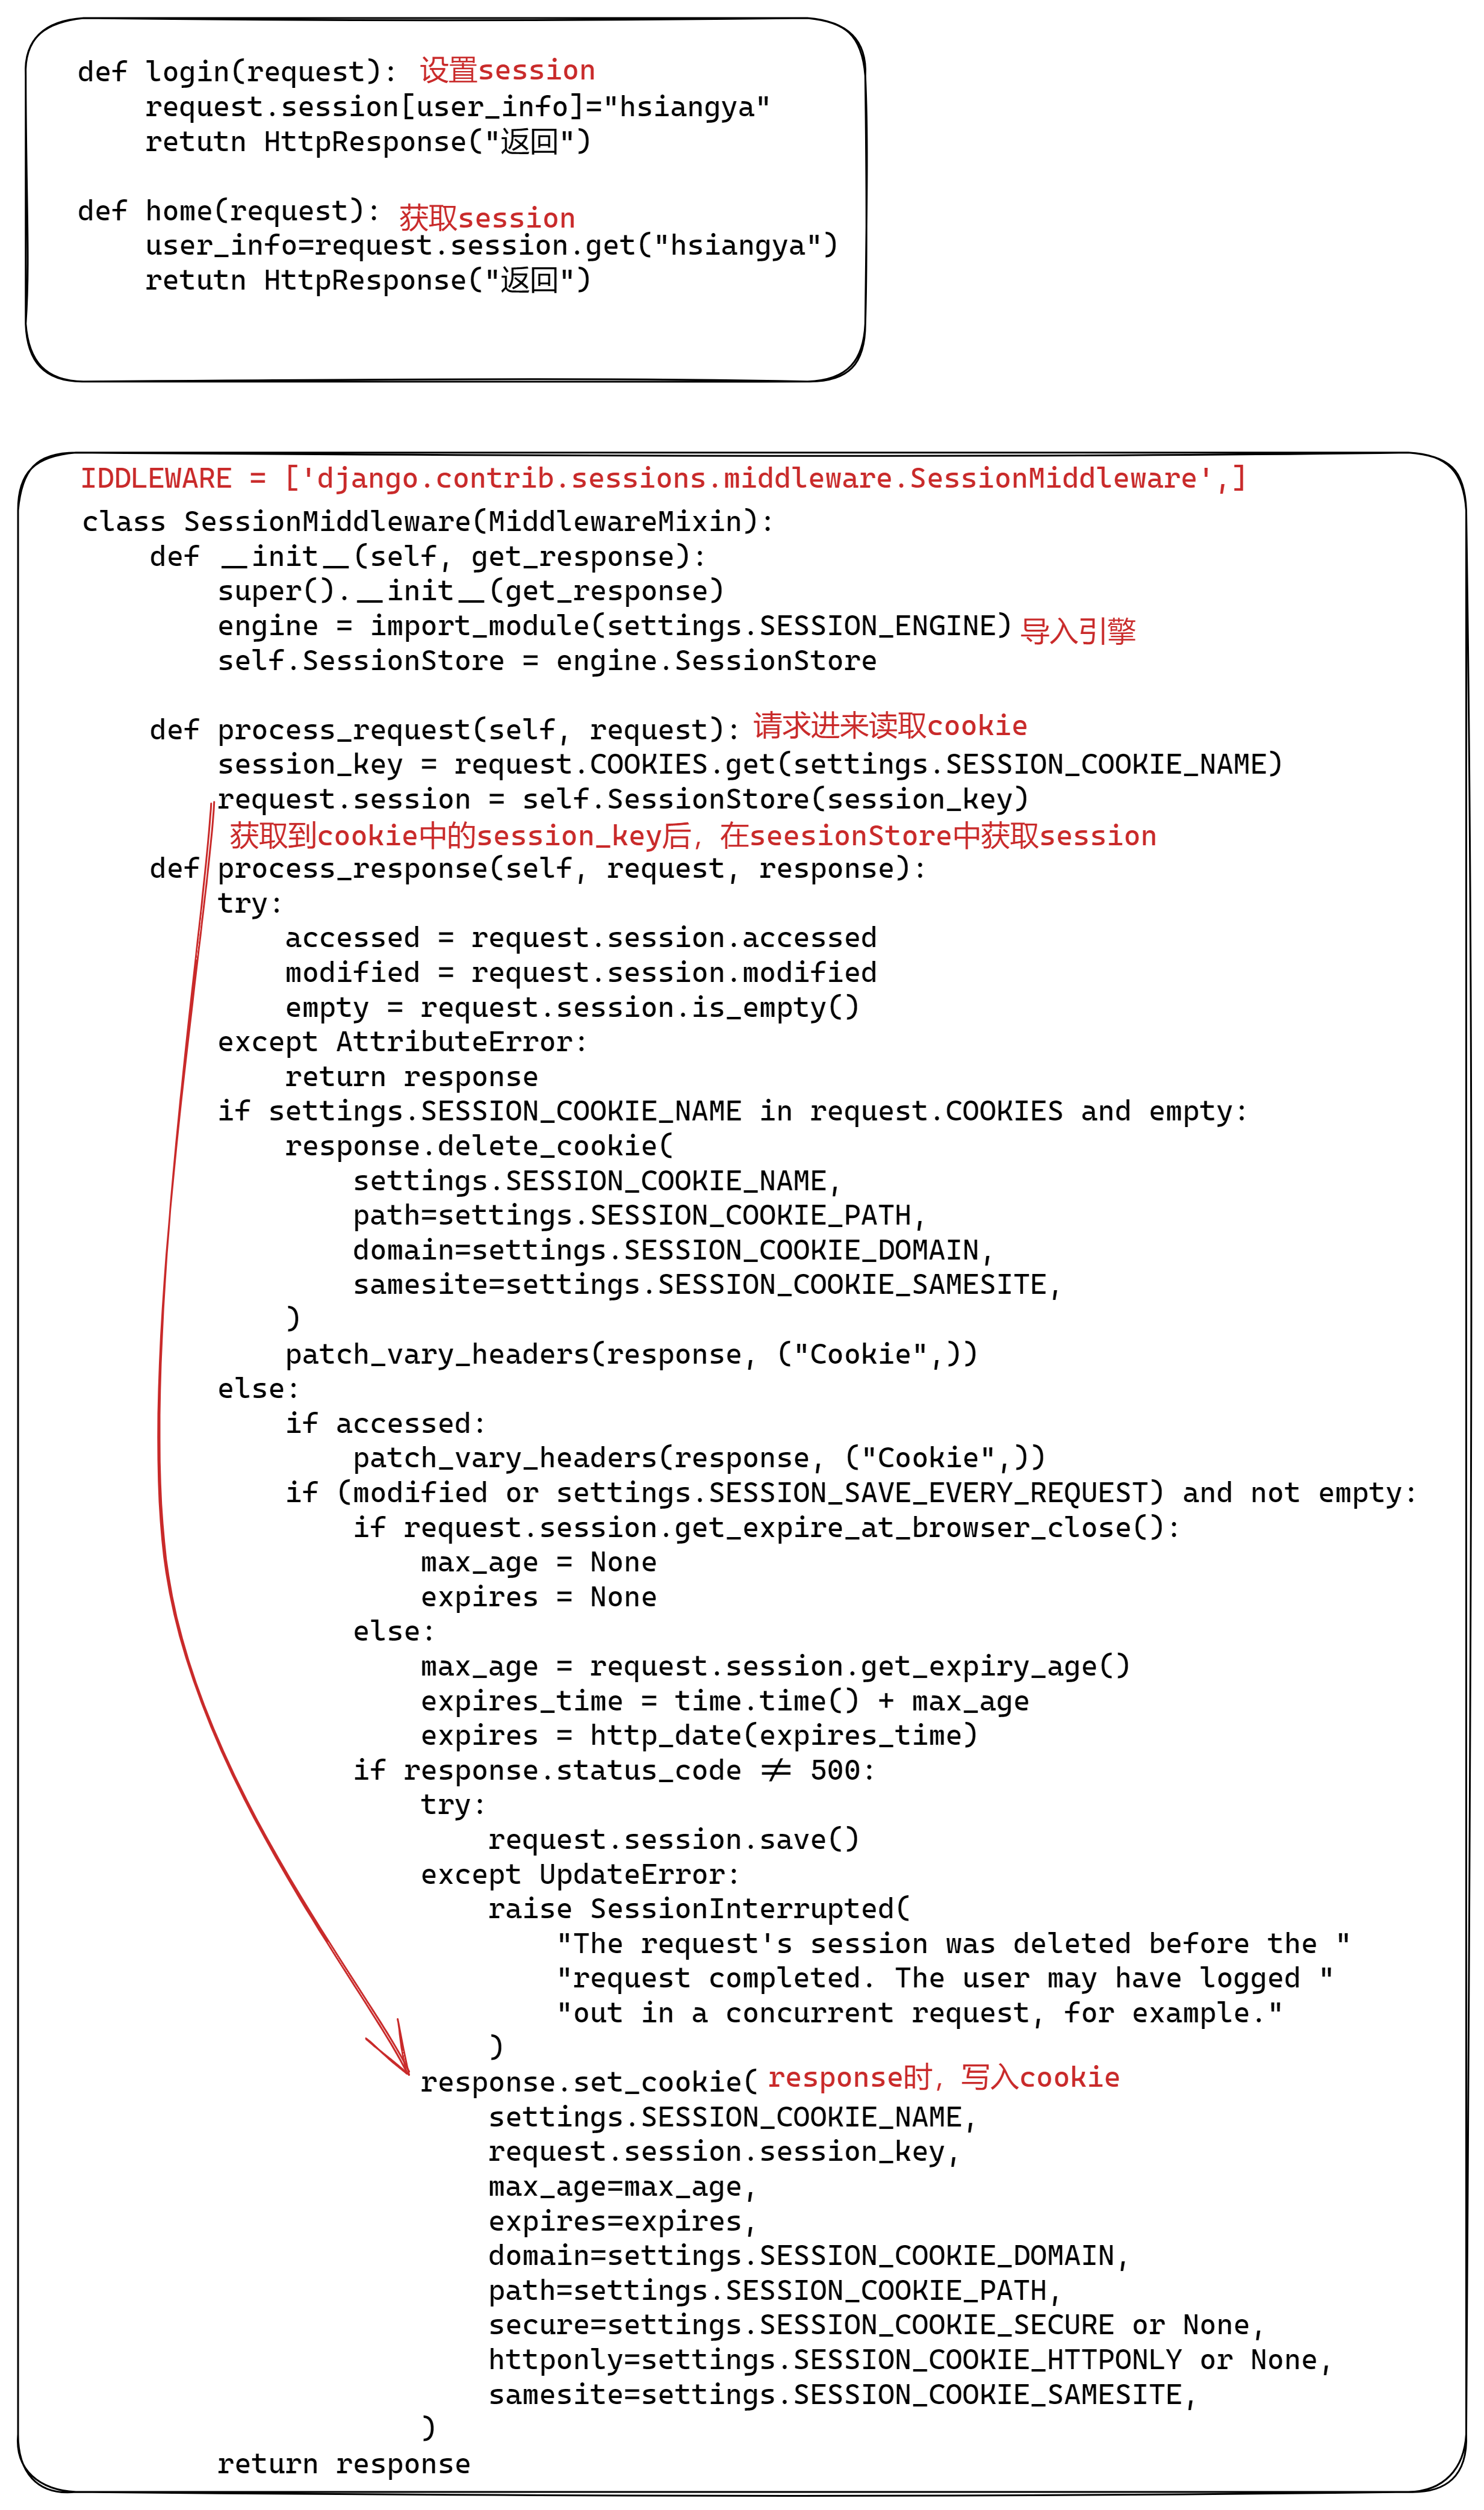 def login(request): 设置session
    request.session[user_info]="hsiangya"
    retutn HttpResponse("返回")
def home(request): 获取session
    user_info=request.session.get("hsiangya")
    retutn HttpResponse("返回")
IDDLEWARE = ['django.contrib.sessions.middleware.SessionMiddleware',]
class SessionMiddleware(MiddlewareMixin):
    def __init__(self, get_response):
        super().__init__(get_response)
        engine = import_module(settings.SESSION_ENGINE) 导入引擎
        self.SessionStore = engine.SessionStore
    def process_request(self, request): 请求进来读取cookie
        session_key = request.COOKIES.get(settings.SESSION_COOKIE_NAME)
        request.session = self.SessionStore(session_key)
        获取到cookie中的session_key后，在seesionStore中获取session
    def process_response(self, request, response):
        try:
            accessed = request.session.accessed
            modified = request.session.modified
            empty = request.session.is_empty()
        except AttributeError:
            return response
        if settings.SESSION_COOKIE_NAME in request.COOKIES and empty:
            response.delete_cookie(
                settings.SESSION_COOKIE_NAME,
                path=settings.SESSION_COOKIE_PATH,
                domain=settings.SESSION_COOKIE_DOMAIN,
                samesite=settings.SESSION_COOKIE_SAMESITE,
            )
            patch_vary_headers(response, ("Cookie",))
        else:
            if accessed:
                patch_vary_headers(response, ("Cookie",))
            if (modified or settings.SESSION_SAVE_EVERY_REQUEST) and not empty:
                if request.session.get_expire_at_browser_close():
                    max_age = None
                    expires = None
                else:
                    max_age = request.session.get_expiry_age()
                    expires_time = time.time() + max_age
                    expires = http_date(expires_time)
                if response.status_code != 500:
                    try:
                        request.session.save()
                    except UpdateError:
                        raise SessionInterrupted(
                            "The request's session was deleted before the "
                            "request completed. The user may have logged "
                            "out in a concurrent request, for example."
                        )
                    response.set_cookie( response时，写入cookie
                        settings.SESSION_COOKIE_NAME,
                        request.session.session_key,
                        max_age=max_age,
                        expires=expires,
                        domain=settings.SESSION_COOKIE_DOMAIN,
                        path=settings.SESSION_COOKIE_PATH,
                        secure=settings.SESSION_COOKIE_SECURE or None,
                        httponly=settings.SESSION_COOKIE_HTTPONLY or None,
                        samesite=settings.SESSION_COOKIE_SAMESITE,
                    )
        return response